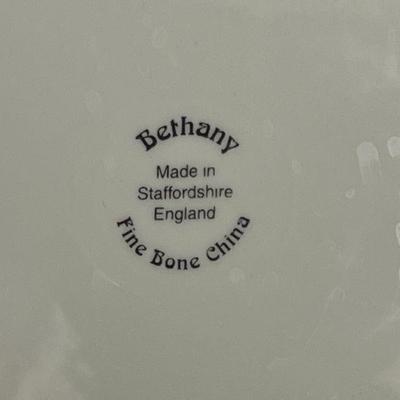 Bethany
Made in
Staffordshire
England
Fine Bone China